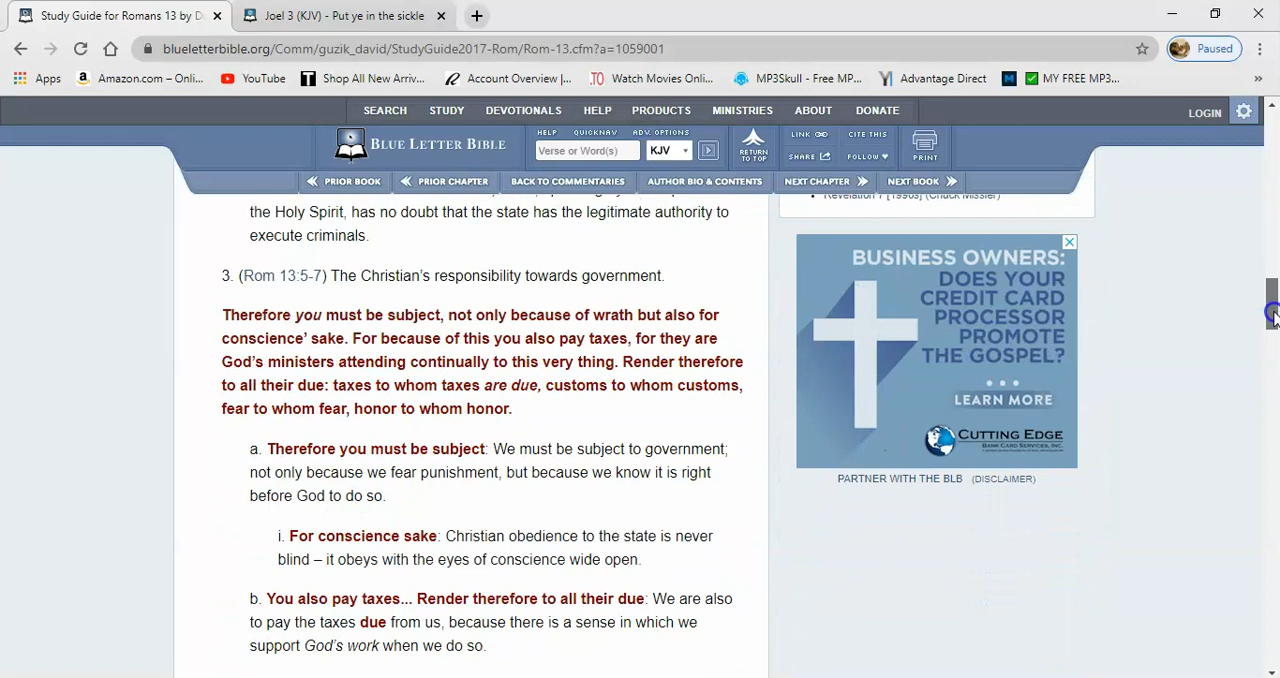 Study Guide for Romans 13 by D
Joel 3 (KJV) - Put ye in the sickle
blueletterbible.org/Comm/guzik_david/StudyGuide2017-Rom/Rom-13.cfm?a=1059001
Paused
Apps
Amazon.com – Onli...
YouTube
Shop All New Arriv...
Account Overview |...
Watch Movies Onli...
MP3Skull - Free MP...
Advantage Direct
MY FREE MP3...
SEARCH STUDY DEVOTIONALS HELP PRODUCTS MINISTRIES ABOUT DONATE
LOGIN
BLUE LETTER BIBLE
HELP QUICKNAV ADV. OPTIONS
Verse or Word(s)
KJV
RETURN
TO TOP
LINK
CITE THIS
SHARE
FOLLOW
PRINT
PRIOR BOOK PRIOR CHAPTER BACK TO COMMENTARIES AUTHOR BIO & CONTENTS NEXT CHAPTER NEXT BOOK
the Holy Spirit, has no doubt that the state has the legitimate authority to
execute criminals.
3. (Rom 13:5-7) The Christian’s responsibility towards government.
Therefore you must be subject, not only because of wrath but also for
conscience’ sake. For because of this you also pay taxes, for they are
God’s ministers attending continually to this very thing. Render therefore
to all their due: taxes to whom taxes are due, customs to whom customs,
fear to whom fear, honor to whom honor.
a. Therefore you must be subject: We must be subject to government;
not only because we fear punishment, but because we know it is right
before God to do so.
i. For conscience sake: Christian obedience to the state is never
blind – it obeys with the eyes of conscience wide open.
b. You also pay taxes... Render therefore to all their due: We are also
to pay the taxes due from us, because there is a sense in which we
support God’s work when we do so.
Revelation 7 [1990s] (Chuck Missler)
BUSINESS OWNERS:
DOES YOUR
CREDIT CARD
PROCESSOR
PROMOTE
THE GOSPEL?
LEARN MORE
CUTTING EDGE
BANK CARD SERVICES, INC.
PARTNER WITH THE BLB (DISCLAIMER)